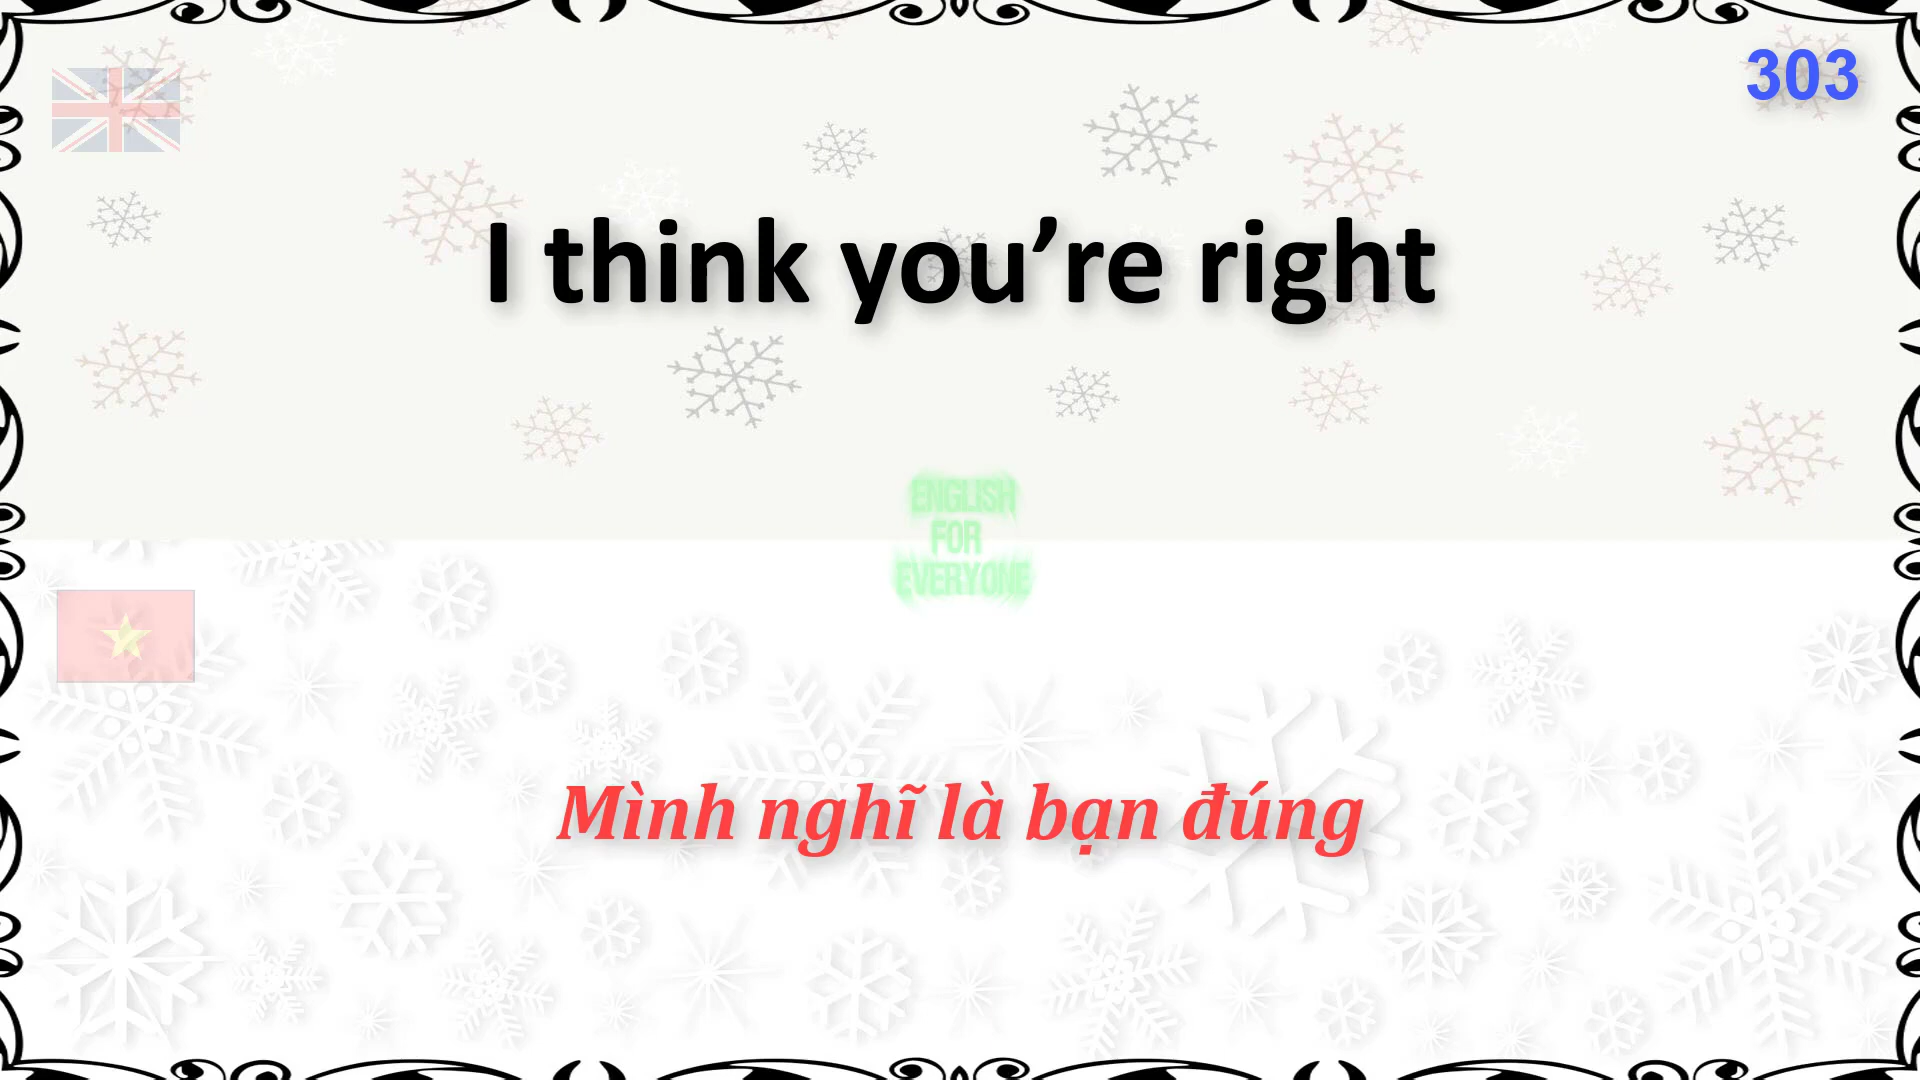 303
I think you’re right
ENGLISH
FOR
EVERYONE
Mình nghĩ là bạn đúng